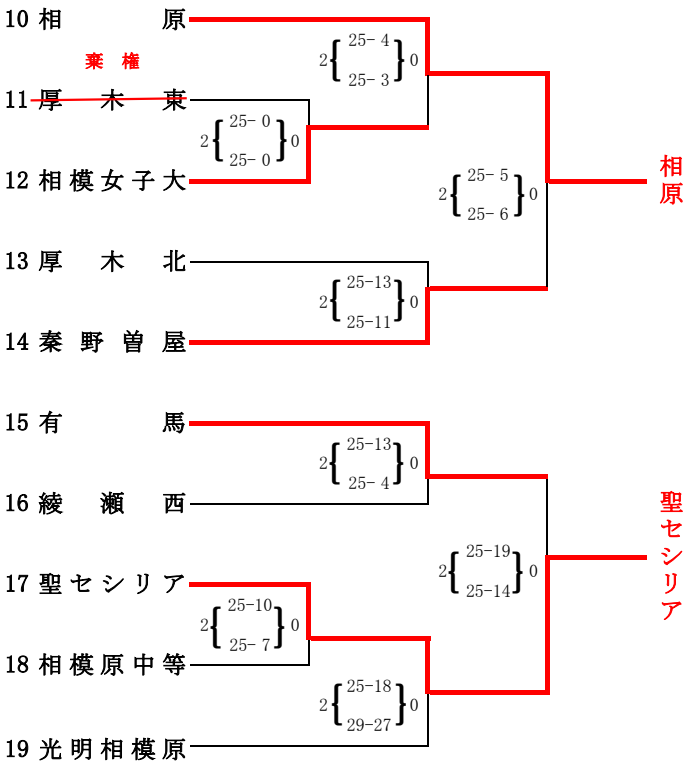 10 相原
棄権
11 厚木東
12 相模女子大
13 厚木北
14 秦野曽屋
15 有馬
16 綾瀬西
17 聖セシリア
18 相模原中等
19 光明相模原
25- 4
2{ }0
25- 3
25- 0
2{ }0
25- 0
25- 5
2{ }0
25- 6
25-13
2{ }0
25-11
25-13
2{ }0
25- 4
25-19
2{ }0
25-14
25-10
2{ }0
25- 7
25-18
2{ }0
29-27
相原
聖セシリア